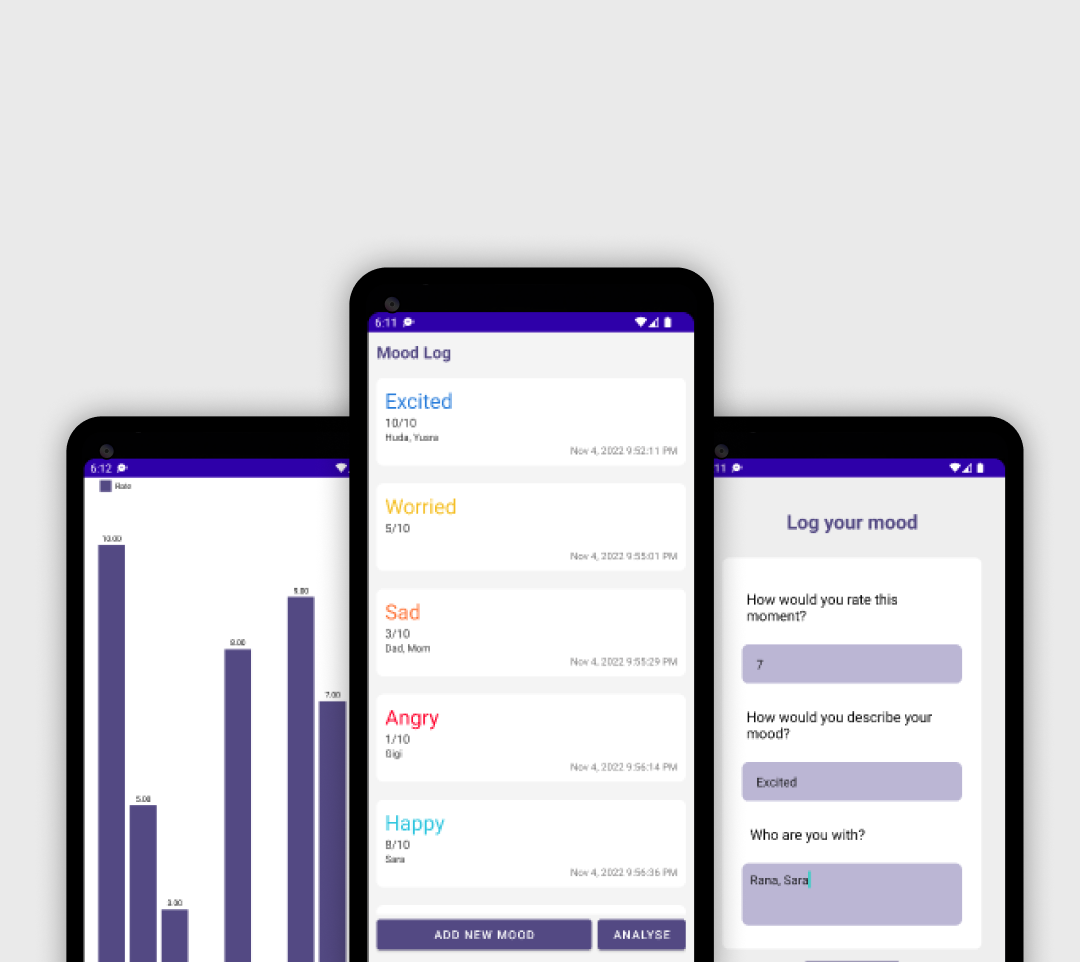 6:12
Rate
10.00
5.00
3.00
8.00
9.00
7.00
6:11
Mood Log
Excited
10/10
Huda, Yusra
Nov 4, 2022 9:52:11 PM
Worried
5/10
Nov 4, 2022 9:55:01 PM
Sad
3/10
Dad, Mom
Nov 4, 2022 9:55:29 PM
Angry
1/10
Gigi
Nov 4, 2022 9:56:14 PM
Happy
8/10
Sara
Nov 4, 2022 9:56:36 PM
ADD NEW MOOD
ANALYSE
11
Log your mood
How would you rate this
moment?
7
How would you describe your
mood?
Excited
Who are you with?
Rana, Sara